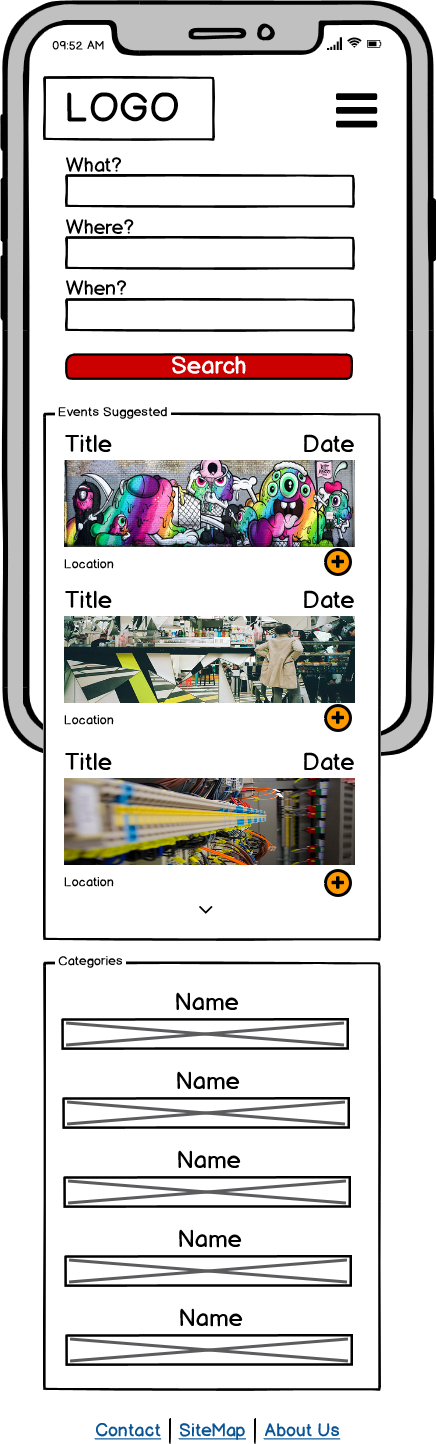 09:52 AM
LOGO
What?
Where?
When?
Search
Events Suggested
Title Date
Location
Title Date
Location
Title Date
Location
Categories
Name
Name
Name
Name
Name
Contact | SiteMap | About Us